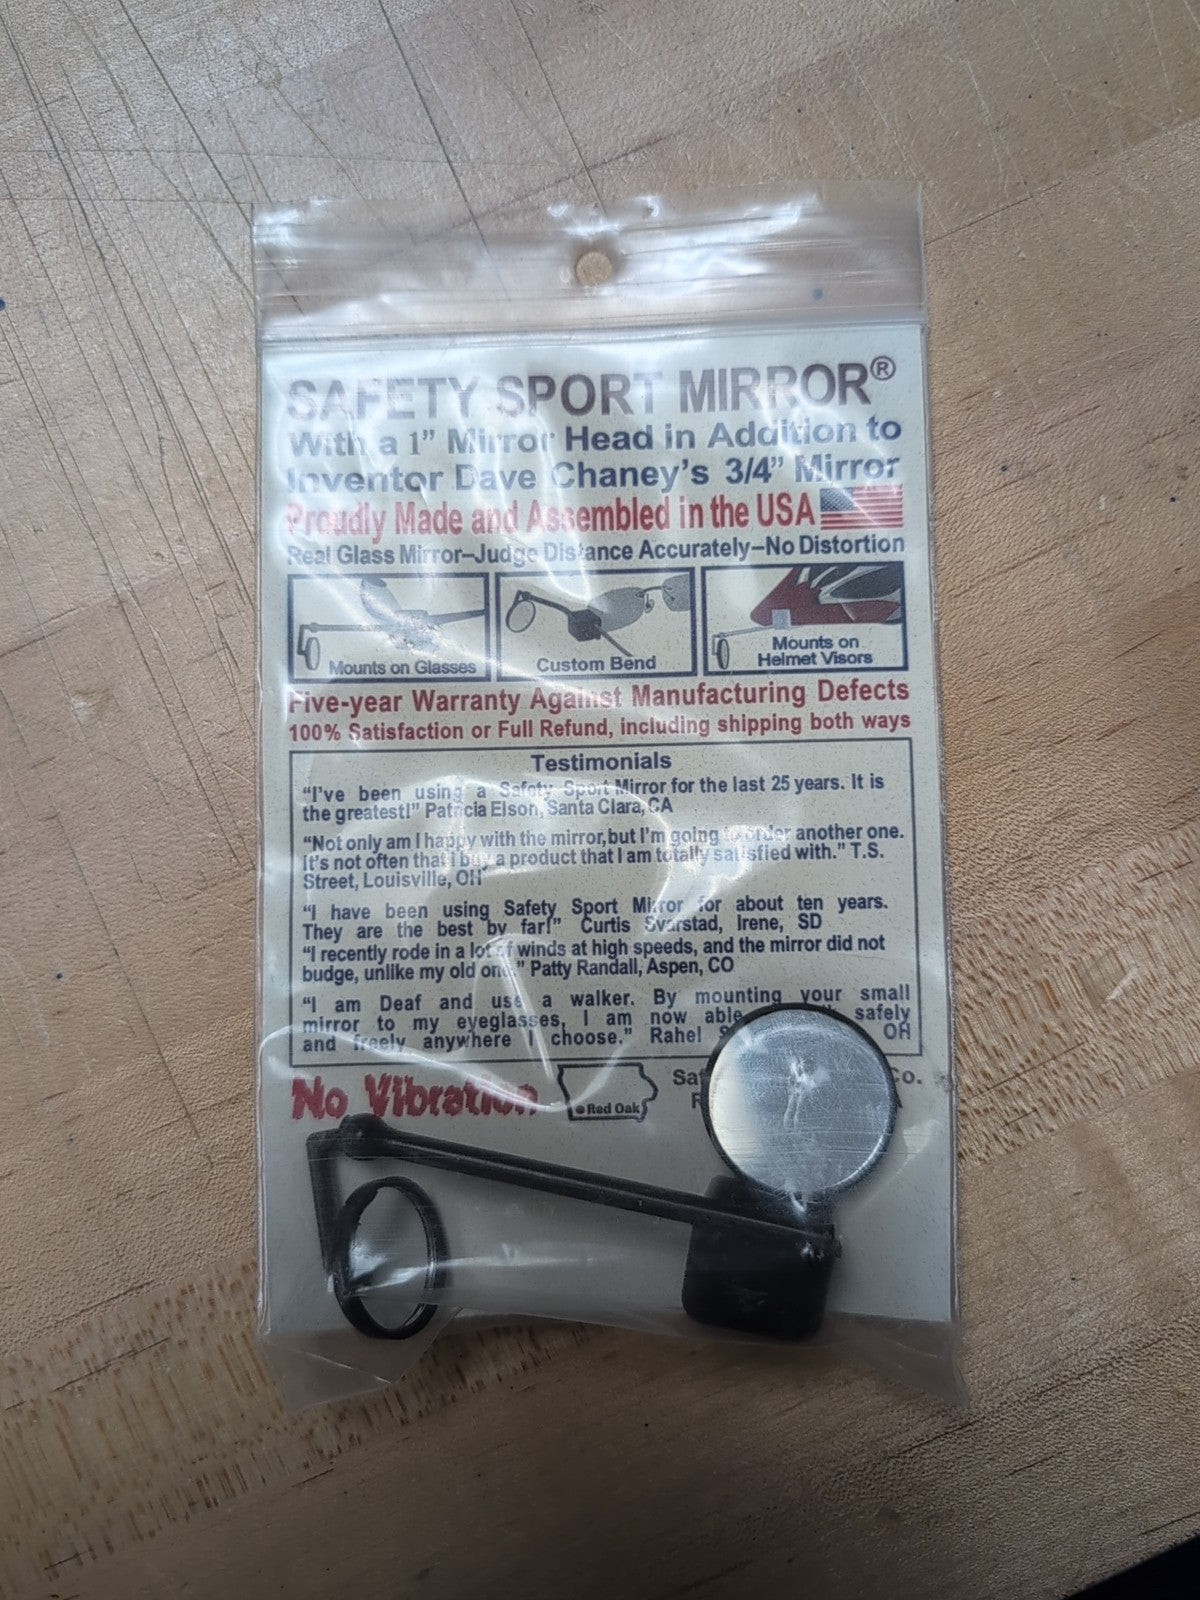 SAFETY SPORT MIRROR®
With a 1” Mirror Head in Addition to
Inventor Dave Chaney’s 3/4” Mirror
Proudly Made and Assembled in the USA
Real Glass Mirror–Judge Distance Accurately–No Distortion
Mounts on Glasses
Custom Bend
Mounts on
Helmet Visors
Five-year Warranty Against Manufacturing Defects
100% Satisfaction or Full Refund, including shipping both ways
Testimonials
“I’ve been using a Safety Sport Mirror for the last 25 years. It is
the greatest!” Patricia Elson, Santa Clara, CA
“Not only am I happy with the mirror, but I’m going to order another one.
It’s not often that I buy a product that I am totally satisfied with.” T.S.
Street, Louisville, OH
“I have been using Safety Sport Mirror for about ten years.
They are the best by far!” Curtis Svarstad, Irene, SD
“I recently rode in a lot of winds at high speeds, and the mirror did not
budge, unlike my old one.” Patty Randall, Aspen, CO
“I am Deaf and use a walker. By mounting your small
mirror to my eyeglasses, I am now able safely
and freely anywhere I choose.” Rahel OH
No Vibration
Red Oak
Co.